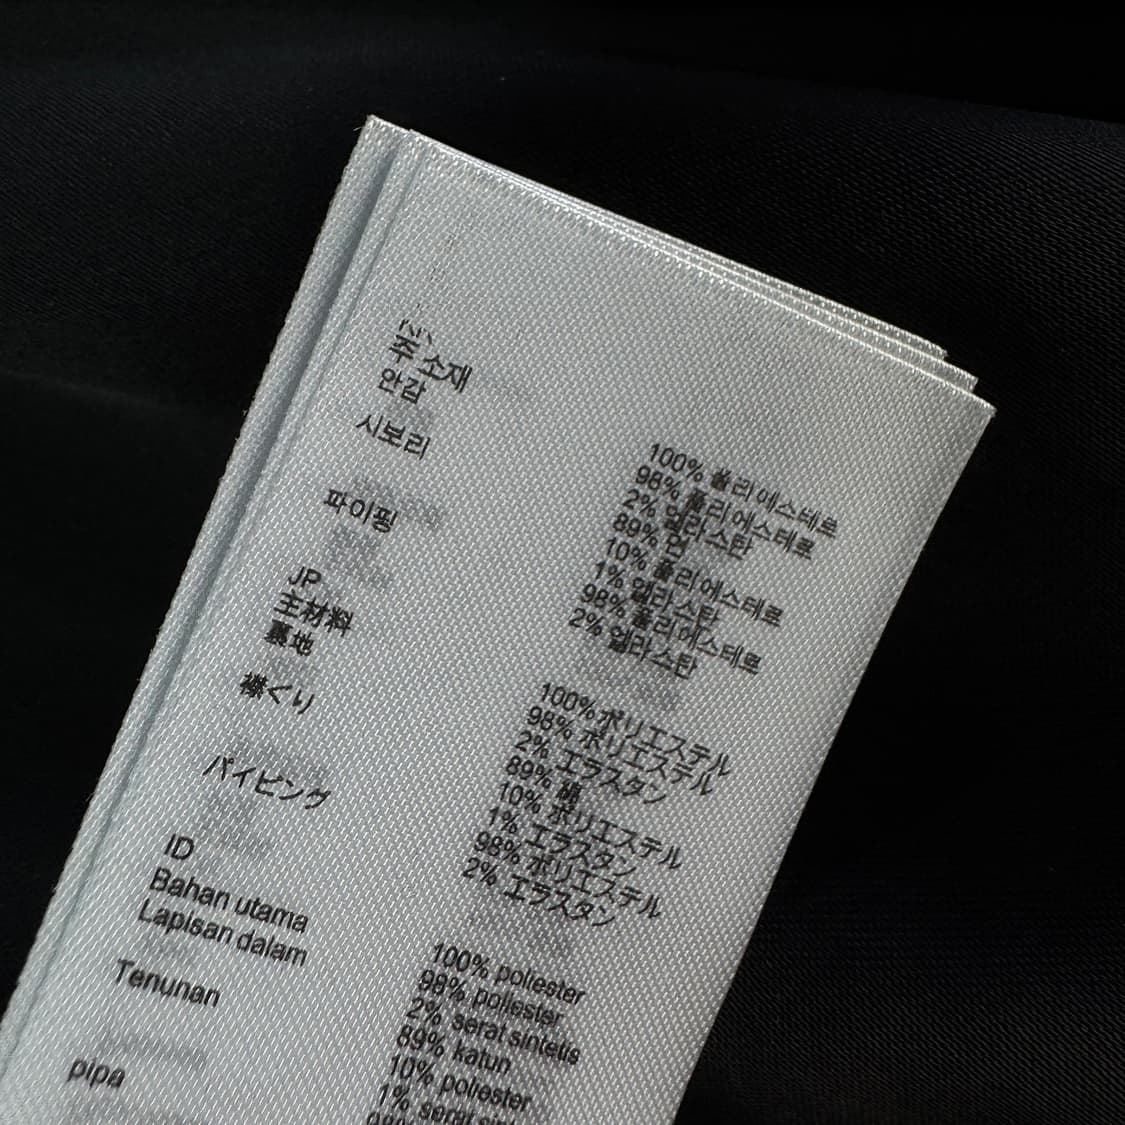 주 소재 100% 폴리에스테르
안감 98% 폴리에스테르
2% 엘라스탄
시보리 89% 면
10% 폴리에스테르
1% 엘라스탄
파이핑 98% 폴리에스테르
2% 엘라스탄
JP
主材料 100% ポリエステル
裏地 98% ポリエステル
2% エラスタン
襟ぐり 89% 綿
10% ポリエステル
1% エラスタン
パイピング 98% ポリエステル
2% エラスタン
ID
Bahan utama 100% poliester
Lapisan dalam 98% poliester
2% serat sintetis
Tenunan 89% katun
10% poliester
1% serat
pipa